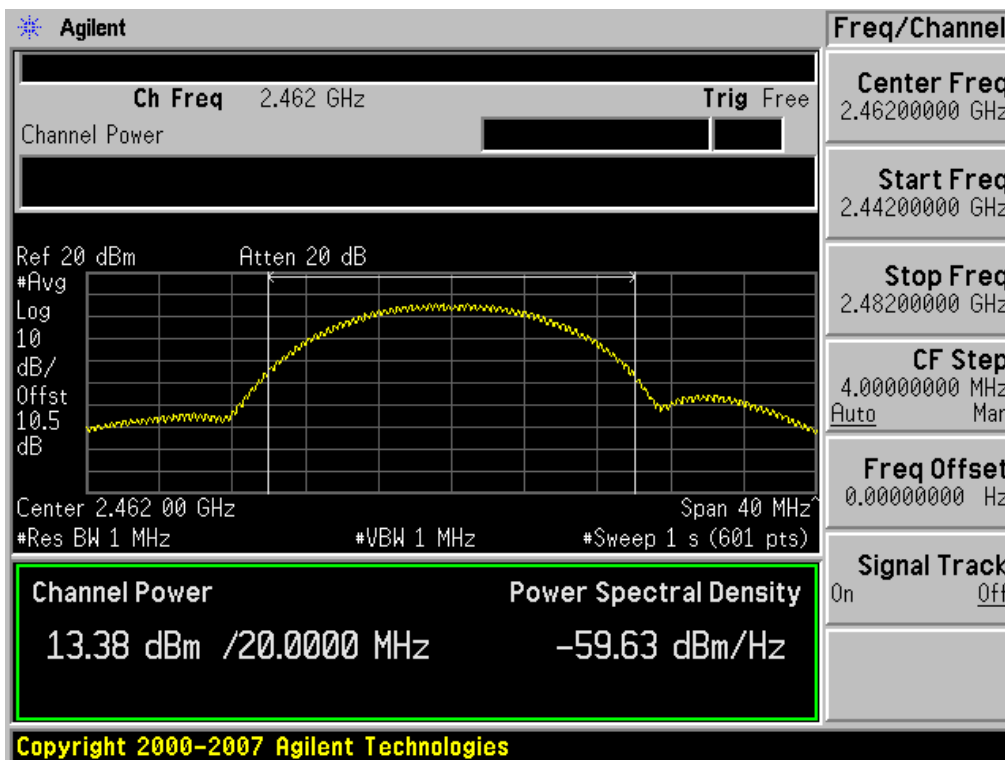 Agilent
Freq/Channel
Ch Freq 2.462 GHz Trig Free
Channel Power
Ref 20 dBm Atten 20 dB
#Avg
Log
10
dB/
Offst
10.5
dB
Center 2.462 00 GHz Span 40 MHz^
#Res BW 1 MHz #VBW 1 MHz #Sweep 1 s (601 pts)
Channel Power Power Spectral Density
13.38 dBm /20.0000 MHz -59.63 dBm/Hz
Copyright 2000-2007 Agilent Technologies
Center Freq
2.46200000 GHz
Start Freq
2.44200000 GHz
Stop Freq
2.48200000 GHz
CF Step
4.00000000 MHz
Auto Man
Freq Offset
0.00000000 Hz
Signal Track
On Off